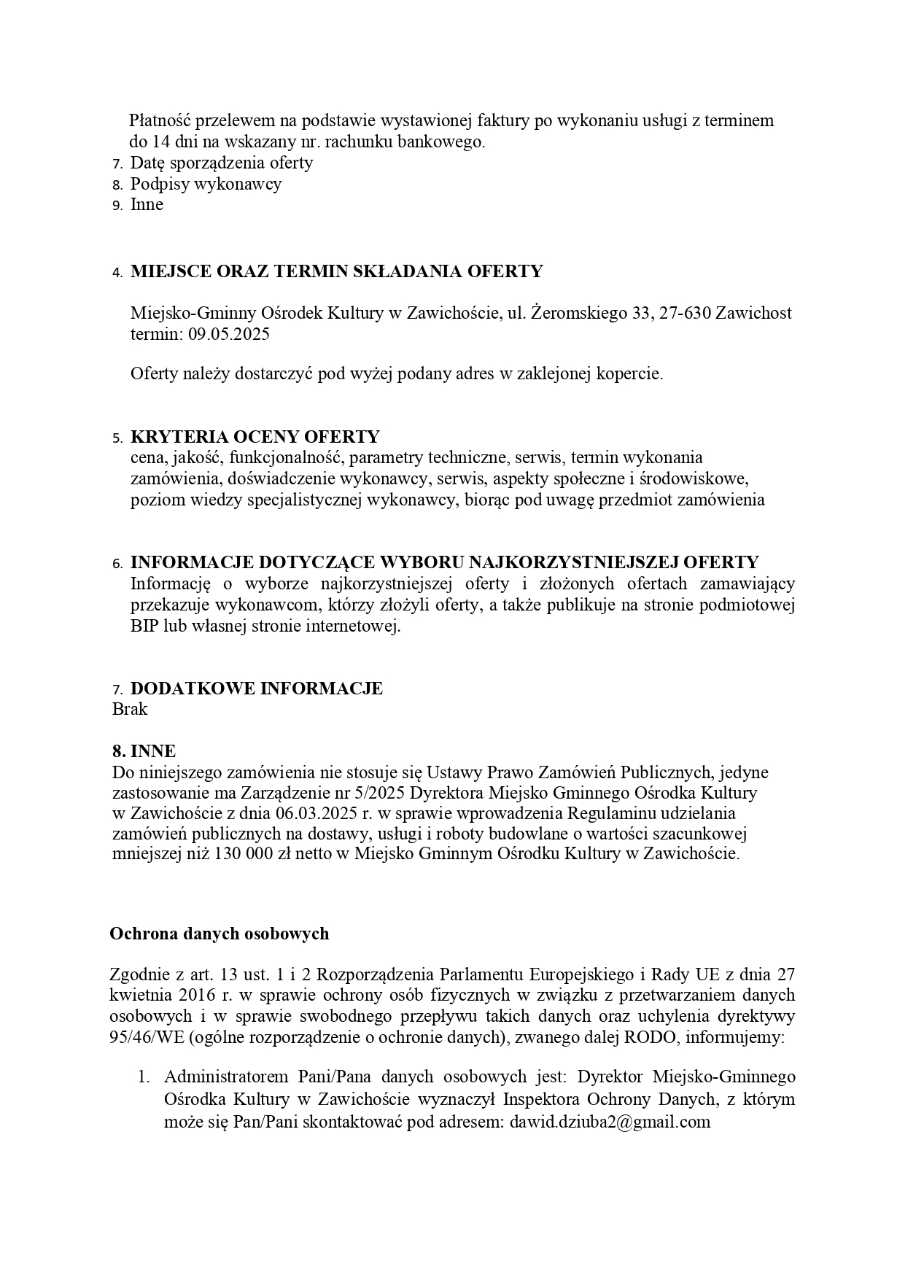 Płatność przelewem na podstawie wystawionej faktury po wykonaniu usługi z terminem
do 14 dni na wskazany nr. rachunku bankowego.
7. Datę sporządzenia oferty
8. Podpisy wykonawcy
9. Inne
4. MIEJSCE ORAZ TERMIN SKŁADANIA OFERTY
Miejsko-Gminny Ośrodek Kultury w Zawichoście, ul. Żeromskiego 33, 27-630 Zawichost
termin: 09.05.2025
Oferty należy dostarczyć pod wyżej podany adres w zaklejonej kopercie.
5. KRYTERIA OCENY OFERTY
cena, jakość, funkcjonalność, parametry techniczne, serwis, termin wykonania
zamówienia, doświadczenie wykonawcy, serwis, aspekty społeczne i środowiskowe,
poziom wiedzy specjalistycznej wykonawcy, biorąc pod uwagę przedmiot zamówienia
6. INFORMACJE DOTYCZĄCE WYBORU NAJKORZYSTNIEJSZEJ OFERTY
Informację o wyborze najkorzystniejszej oferty i złożonych ofertach zamawiający
przekazuje wykonawcom, którzy złożyli oferty, a także publikuje na stronie podmiotowej
BIP lub własnej stronie internetowej.
7. DODATKOWE INFORMACJE
Brak
8. INNE
Do niniejszego zamówienia nie stosuje się Ustawy Prawo Zamówień Publicznych, jedyne
zastosowanie ma Zarządzenie nr 5/2025 Dyrektora Miejsko Gminnego Ośrodka Kultury
w Zawichoście z dnia 06.03.2025 r. w sprawie wprowadzenia Regulaminu udzielania
zamówień publicznych na dostawy, usługi i roboty budowlane o wartości szacunkowej
mniejszej niż 130 000 zł netto w Miejsko Gminnym Ośrodku Kultury w Zawichoście.
Ochrona danych osobowych
Zgodnie z art. 13 ust. 1 i 2 Rozporządzenia Parlamentu Europejskiego i Rady UE z dnia 27
kwietnia 2016 r. w sprawie ochrony osób fizycznych w związku z przetwarzaniem danych
osobowych i w sprawie swobodnego przepływu takich danych oraz uchylenia dyrektywy
95/46/WE (ogólne rozporządzenie o ochronie danych), zwanego dalej RODO, informujemy:
1. Administratorem Pani/Pana danych osobowych jest: Dyrektor Miejsko-Gminnego
Ośrodka Kultury w Zawichoście wyznaczył Inspektora Ochrony Danych, z którym
może się Pan/Pani skontaktować pod adresem: dawid.dziuba2@gmail.com